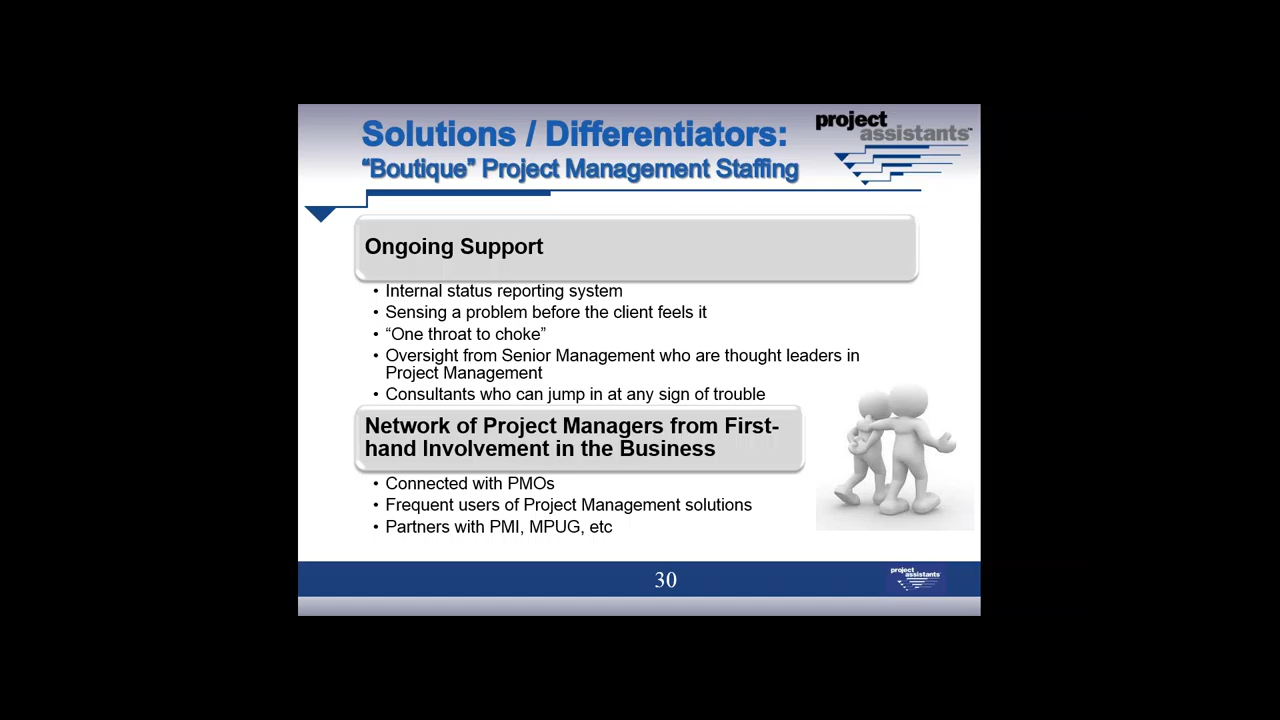 Solutions / Differentiators:
“Boutique” Project Management Staffing
project
assistants™
Ongoing Support
• Internal status reporting system
• Sensing a problem before the client feels it
• “One throat to choke”
• Oversight from Senior Management who are thought leaders in
Project Management
• Consultants who can jump in at any sign of trouble
Network of Project Managers from First-
hand Involvement in the Business
• Connected with PMOs
• Frequent users of Project Management solutions
• Partners with PMI, MPUG, etc
30
project
assistants